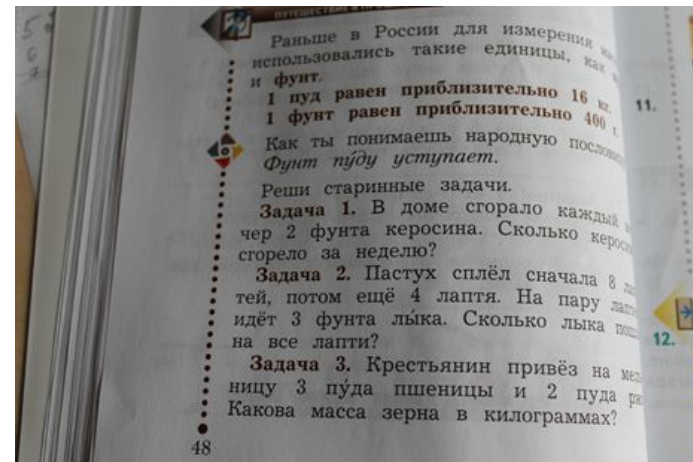 ПУТЕШЕСТВИЕ В
Раньше в России для измерения
использовались такие единицы, как
и фунт.
1 пуд равен приблизительно 16 кг.
1 фунт равен приблизительно 400 г.
Как ты понимаешь народную
Фунт пу́ду уступает.
Реши старинные задачи.
Задача 1. В доме сгорало каждый
чер 2 фунта керосина. Сколько
сгорело за неделю?
Задача 2. Пастух сплёл сначала 8
тей, потом ещё 4 лаптя. На пару
идёт 3 фунта лы́ка. Сколько лыка
на все лапти?
Задача 3. Крестьянин привёз на
ницу 3 пу́да пшеницы и 2 пуда
Какова масса зерна в килограммах?
48
11.
12.